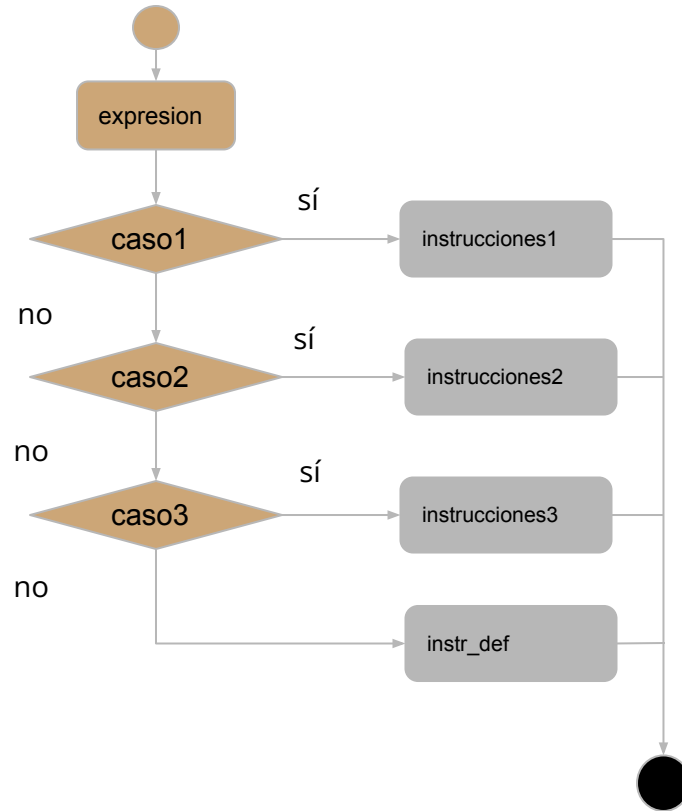 expresion
sí
caso1
instrucciones1
no
sí
caso2
instrucciones2
no
sí
caso3
instrucciones3
no
instr_def